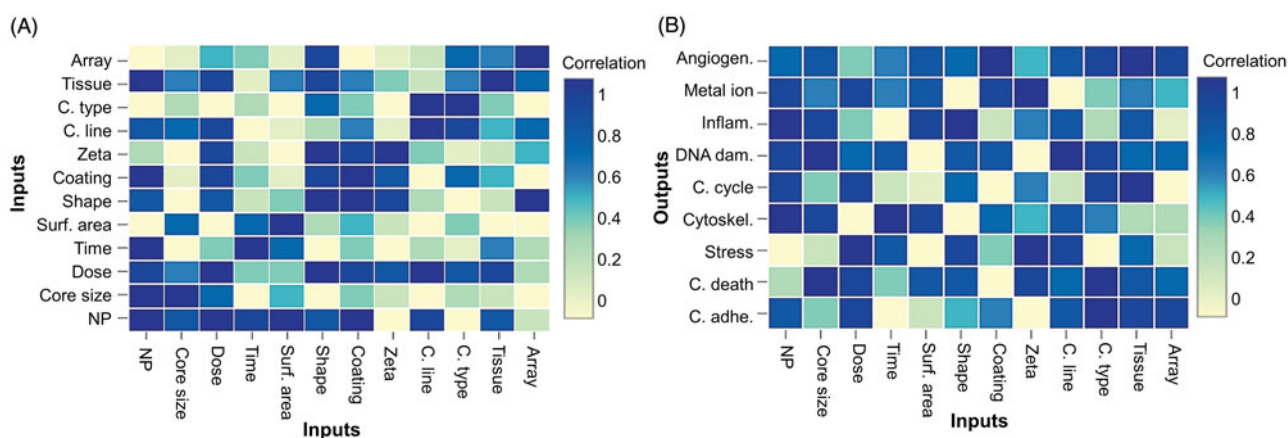 (A)
Inputs
Array
Tissue
C. type
C. line
Zeta
Coating
Shape
Surf. area
Time
Dose
Core size
NP
NP
Core size
Dose
Time
Surf. area
Shape
Coating
Zeta
C. line
C. type
Tissue
Array
Inputs
Correlation
1
0.8
0.6
0.4
0.2
0
(B)
Outputs
Angiogen.
Metal ion
Inflam.
DNA dam.
C. cycle
Cytoskel.
Stress
C. death
C. adhe.
NP
Core size
Dose
Time
Surf. area
Shape
Coating
Zeta
C. line
C. type
Tissue
Array
Inputs
Correlation
1
0.8
0.6
0.4
0.2
0